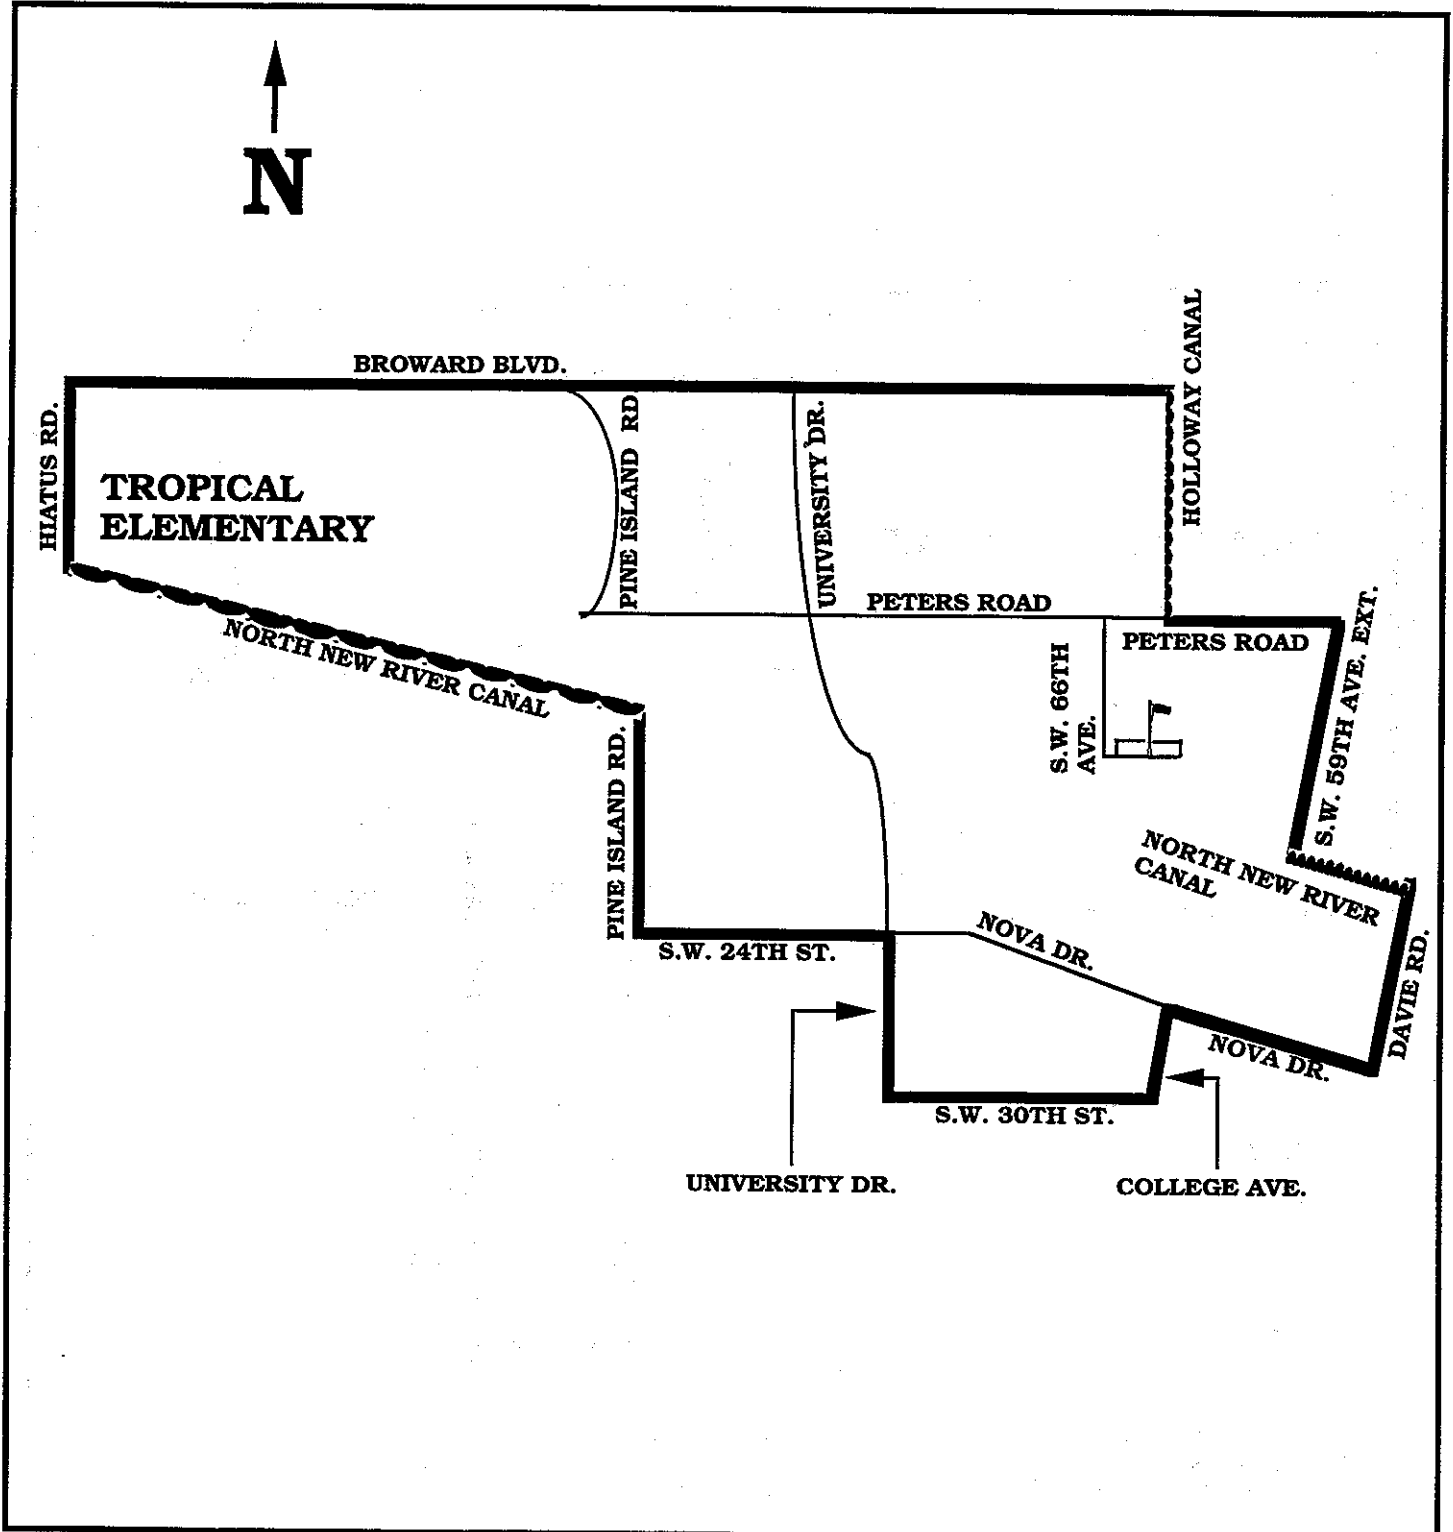 N
BROWARD BLVD.
HOLLOWAY CANAL
HIATUS RD.
TROPICAL
ELEMENTARY
PINE ISLAND RD
UNIVERSITY DR.
PETERS ROAD
PETERS ROAD
NORTH NEW RIVER CANAL
S.W. 66TH
AVE.
S.W. 59TH AVE. EXT.
PINE ISLAND RD.
NORTH NEW RIVER
CANAL
S.W. 24TH ST.
NOVA DR.
DAVIE RD.
NOVA DR.
S.W. 30TH ST.
UNIVERSITY DR.
COLLEGE AVE.